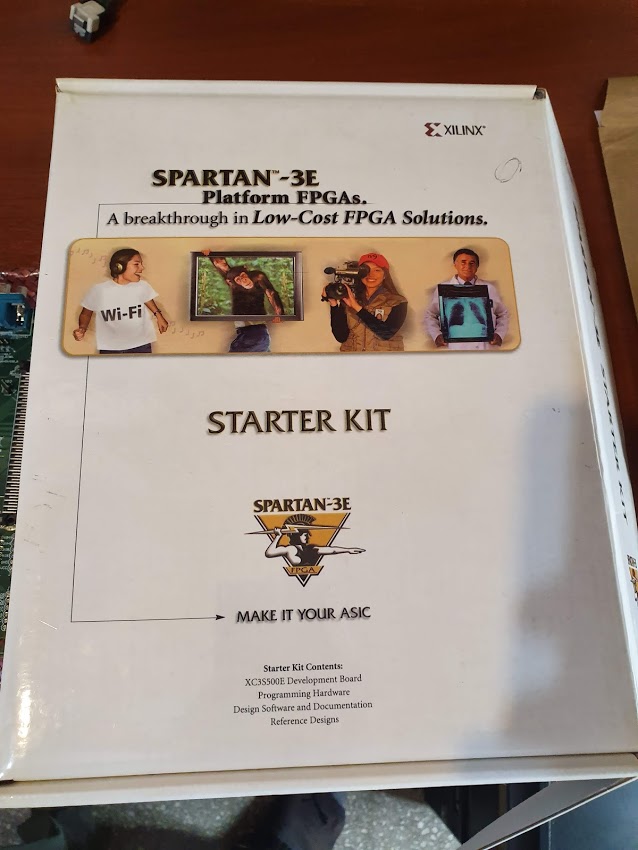 XILINX®
SPARTAN™-3E
Platform FPGAs.
A breakthrough in Low-Cost FPGA Solutions.
Wi-Fi
STARTER KIT
SPARTAN-3E
FPGA
MAKE IT YOUR ASIC
Starter Kit Contents:
XC3S500E Development Board
Programming Hardware
Design Software and Documentation
Reference Designs